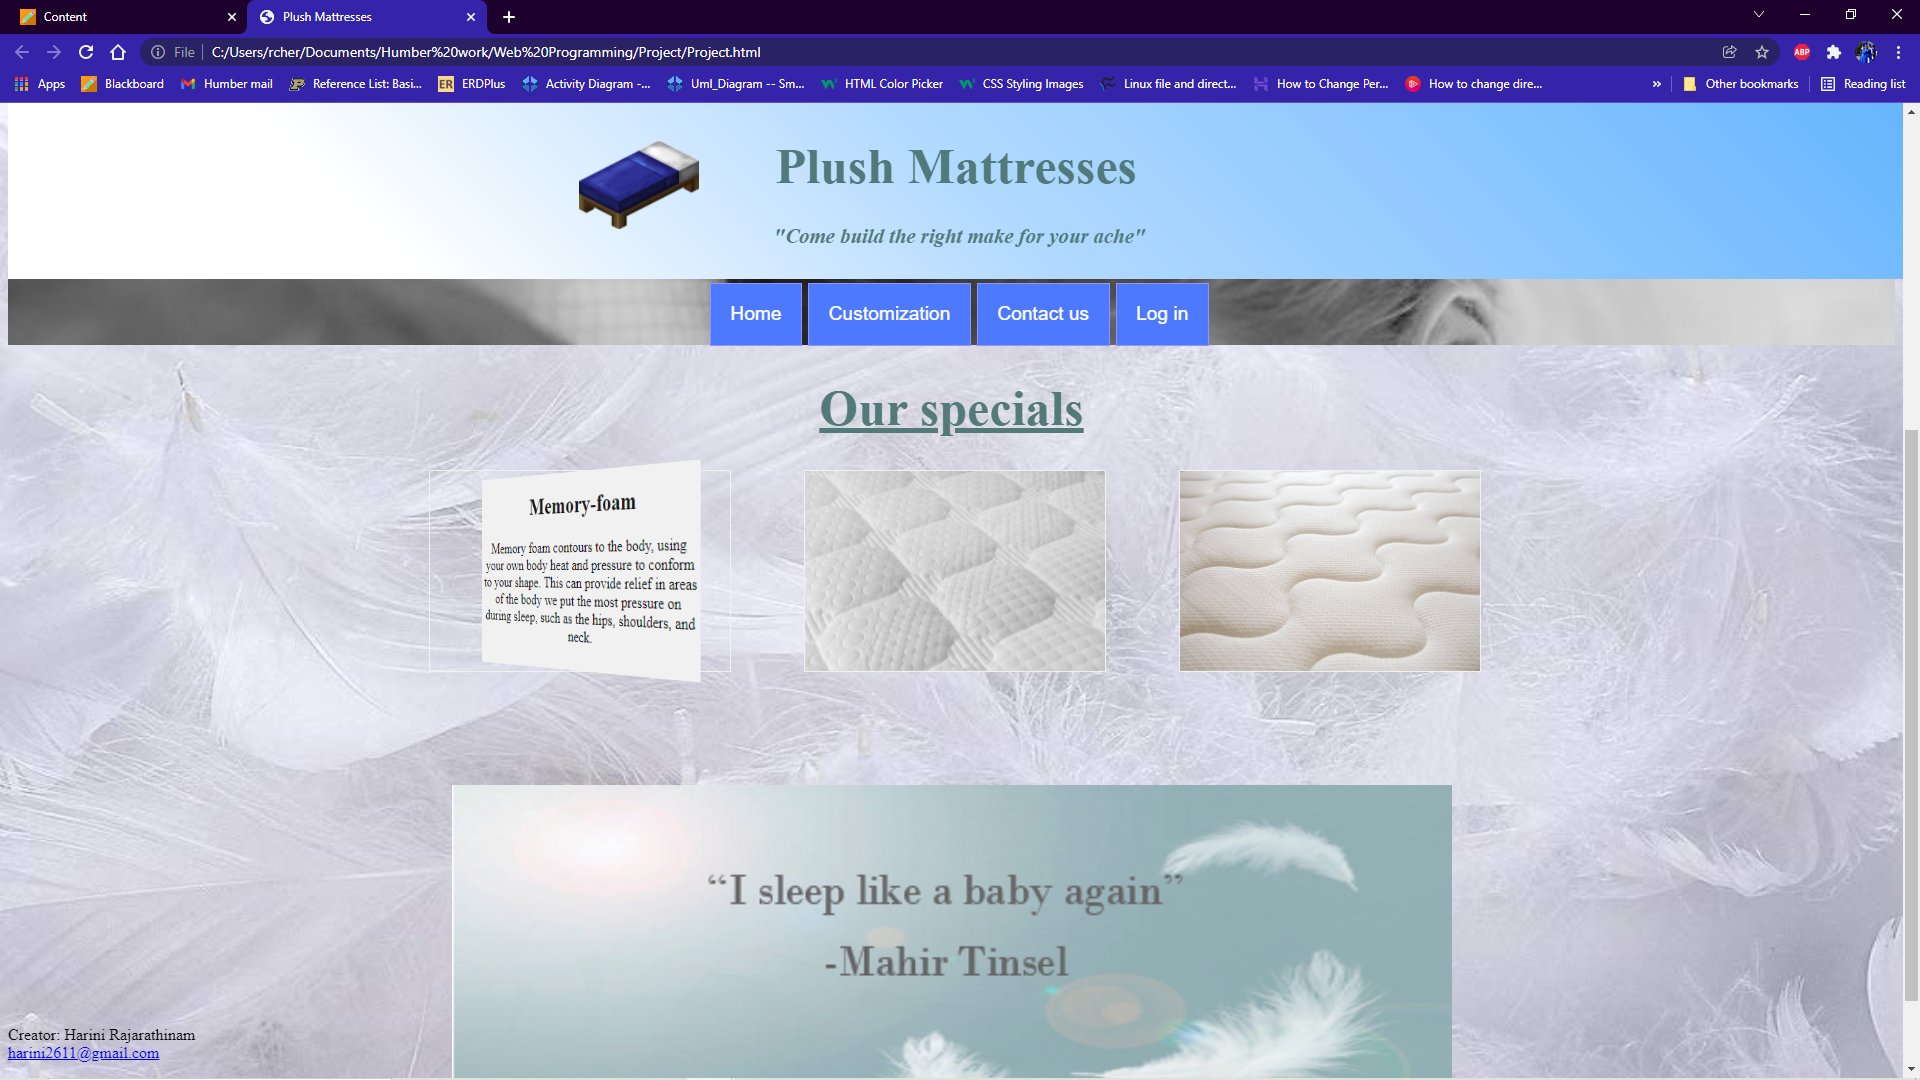 Content
Plush Mattresses
File
C:/Users/rcher/Documents/Humber%20work/Web%20Programming/Project/Project.html
ABP
Apps
Blackboard
Humber mail
Reference List: Basi...
ER
ERDPlus
Activity Diagram -...
Uml_Diagram -- Sm...
HTML Color Picker
CSS Styling Images
Linux file and direct...
How to Change Per...
How to change dire...
»
Other bookmarks
Reading list
Plush Mattresses
"Come build the right make for your ache"
Home
Customization
Contact us
Log in
Our specials
Memory-foam
Memory foam contours to the body, using
your own body heat and pressure to conform
to your shape. This can provide relief in areas
of the body we put the most pressure on
during sleep, such as the hips, shoulders, and
neck.
“I sleep like a baby again”
-Mahir Tinsel
Creator: Harini Rajarathinam
harini2611@gmail.com